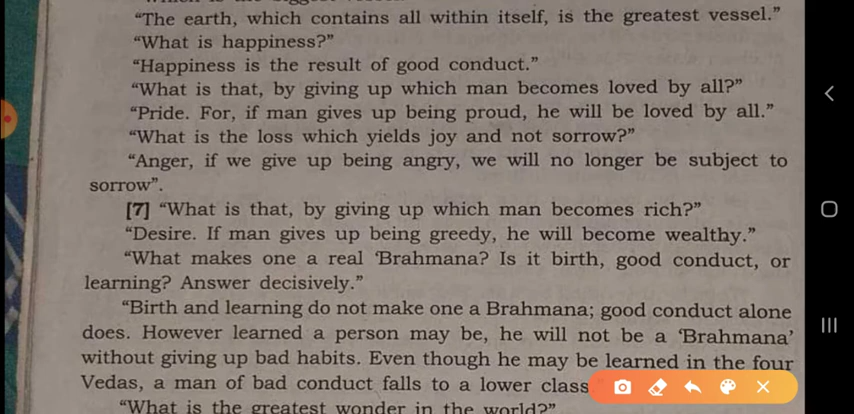 “The earth, which contains all within itself, is the greatest vessel.”
“What is happiness?”
“Happiness is the result of good conduct.”
“What is that, by giving up which man becomes loved by all?”
“Pride. For, if man gives up being proud, he will be loved by all.”
“What is the loss which yields joy and not sorrow?”
“Anger, if we give up being angry, we will no longer be subject to
sorrow”.
[7] “What is that, by giving up which man becomes rich?”
“Desire. If man gives up being greedy, he will become wealthy.”
“What makes one a real ‘Brahmana? Is it birth, good conduct, or
learning? Answer decisively.”
“Birth and learning do not make one a Brahmana; good conduct alone
does. However learned a person may be, he will not be a ‘Brahmana’
without giving up bad habits. Even though he may be learned in the four
Vedas, a man of bad conduct falls to a lower class
“What is the greatest wonder in the world?”